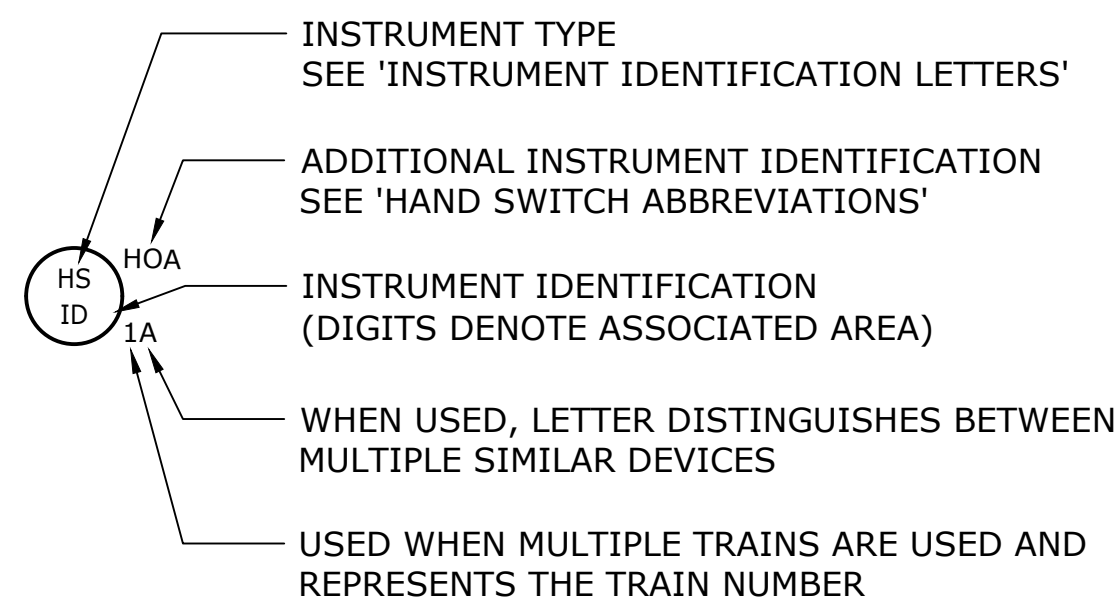 INSTRUMENT TYPE
SEE 'INSTRUMENT IDENTIFICATION LETTERS'
ADDITIONAL INSTRUMENT IDENTIFICATION
SEE 'HAND SWITCH ABBREVIATIONS'
HOA
HS
ID
1A
INSTRUMENT IDENTIFICATION
(DIGITS DENOTE ASSOCIATED AREA)
WHEN USED, LETTER DISTINGUISHES BETWEEN
MULTIPLE SIMILAR DEVICES
USED WHEN MULTIPLE TRAINS ARE USED AND
REPRESENTS THE TRAIN NUMBER